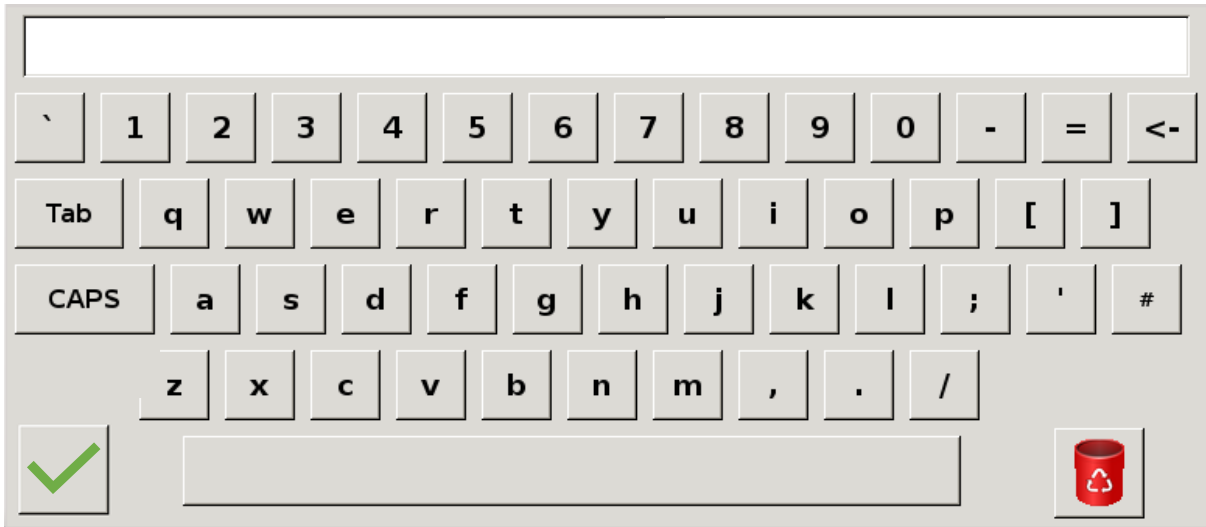 ` 1 2 3 4 5 6 7 8 9 0 - = <-
Tab q w e r t y u i o p [ ]
CAPS a s d f g h j k l ; ' #
z x c v b n m , . /